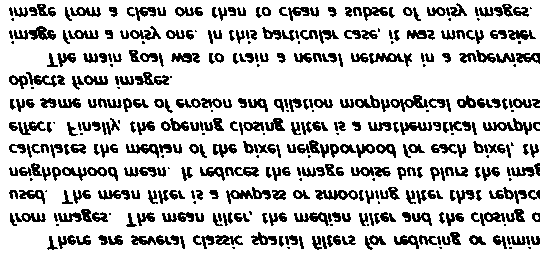 There are several classic spatial filters for reducing or elimin
from images. The mean filter, the median filter and the closing o
used. The mean filter is a lowpass or smoothing filter that replace
neighborhood mean. It reduces the image noise but blurs the imag
calculates the median of the pixel neighborhood for each pixel, th
effect. Finally, the opening closing filter is a mathematical morpho
the same number of erosion and dilation morphological operations
objects from images.
The main goal was to train a neural network in a supervised
image from a noisy one. In this particular case, it was much easier
image from a clean one than to clean a subset of noisy images.